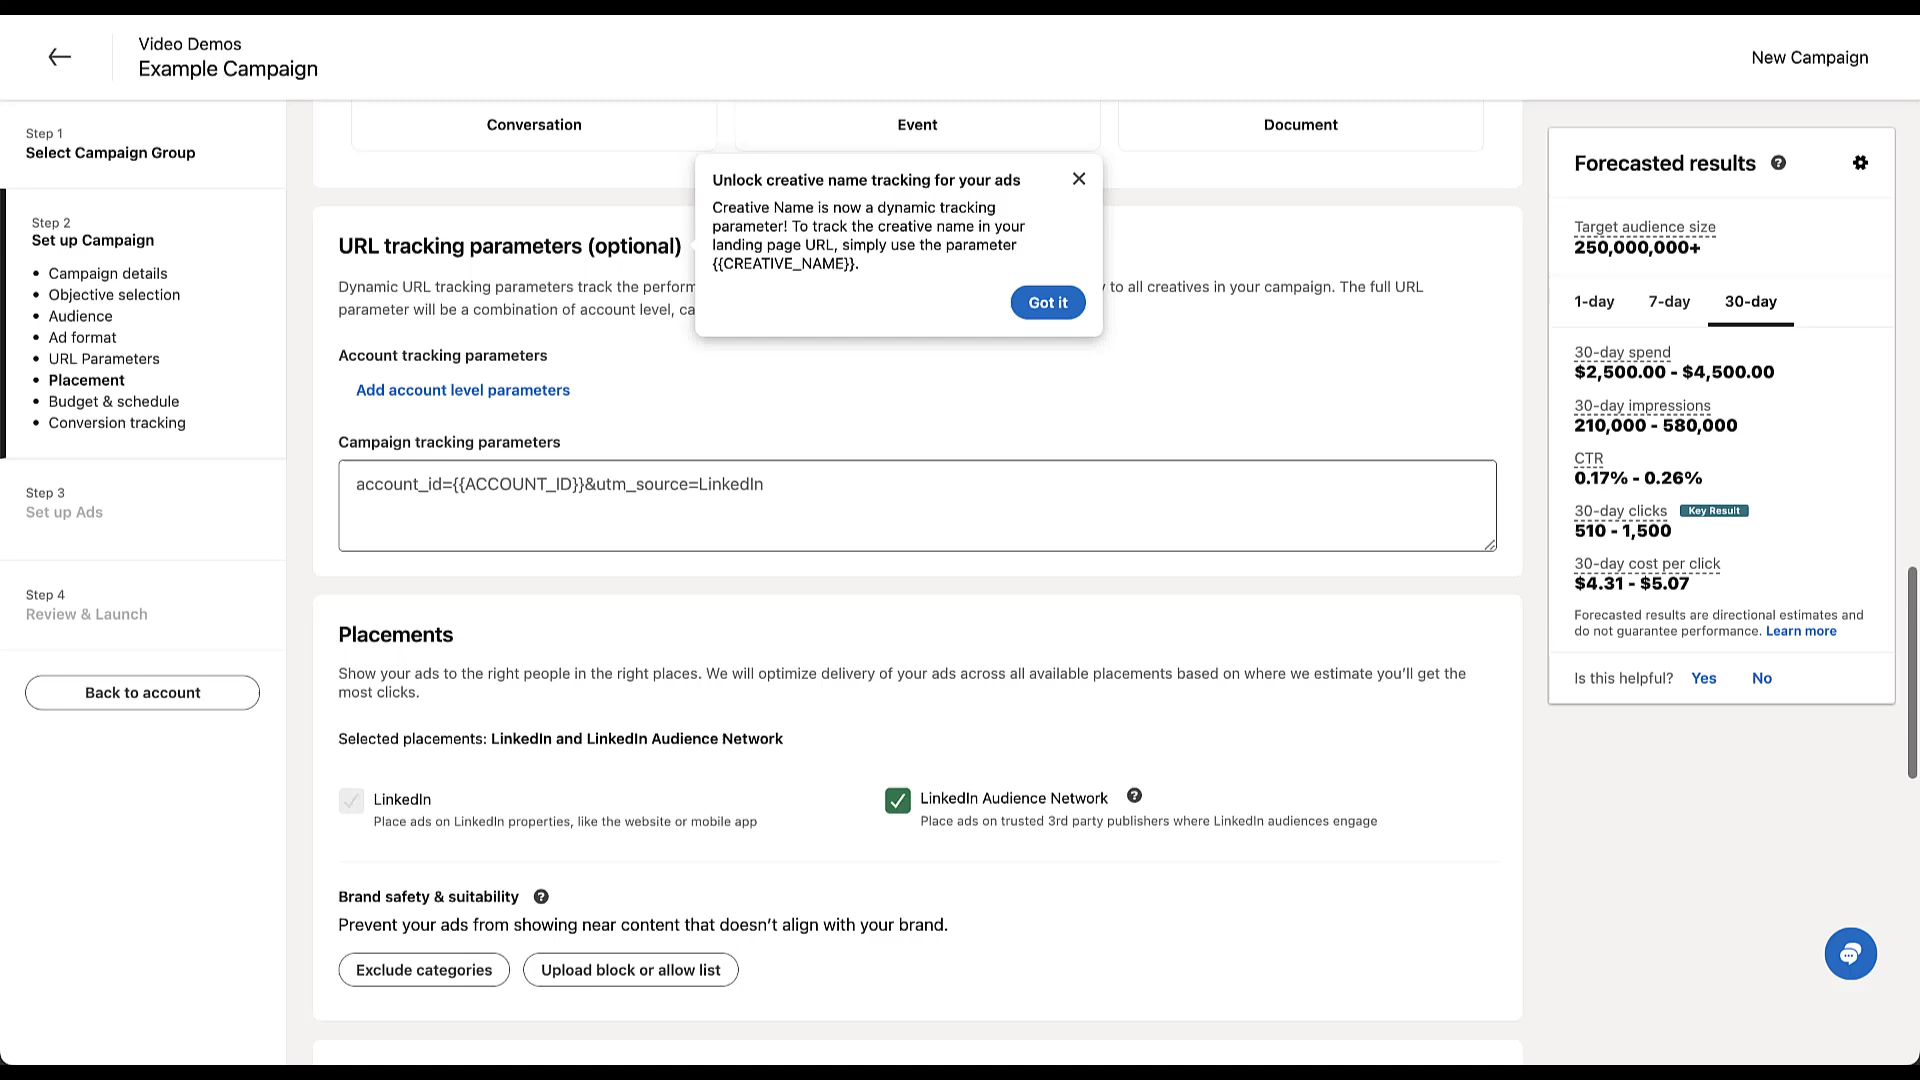 Video Demos
Example Campaign
New Campaign
Step 1
Select Campaign Group
Step 2
Set up Campaign
Campaign details
Objective selection
Audience
Ad format
URL Parameters
Placement
Budget & schedule
Conversion tracking
Step 3
Set up Ads
Step 4
Review & Launch
Back to account
Conversation
Event
Document
Unlock creative name tracking for your ads
Creative Name is now a dynamic tracking
parameter! To track the creative name in your
landing page URL, simply use the parameter
{{CREATIVE_NAME}}.
Got it
URL tracking parameters (optional)
Dynamic URL tracking parameters track the to all creatives in your campaign. The full URL
parameter will be a combination of account level,
Account tracking parameters
Add account level parameters
Campaign tracking parameters
account_id={{ACCOUNT_ID}}&utm_source=LinkedIn
Placements
Show your ads to the right people in the right places. We will optimize delivery of your ads across all available placements based on where we estimate you’ll get the
most clicks.
Selected placements: LinkedIn and LinkedIn Audience Network
LinkedIn
Place ads on LinkedIn properties, like the website or mobile app
LinkedIn Audience Network
Place ads on trusted 3rd party publishers where LinkedIn audiences engage
Brand safety & suitability
Prevent your ads from showing near content that doesn’t align with your brand.
Exclude categories
Upload block or allow list
Forecasted results
Target audience size
250,000,000+
1-day 7-day 30-day
30-day spend
$2,500.00 - $4,500.00
30-day impressions
210,000 - 580,000
CTR
0.17% - 0.26%
30-day clicks Key Result
510 - 1,500
30-day cost per click
$4.31 - $5.07
Forecasted results are directional estimates and
do not guarantee performance. Learn more
Is this helpful? Yes No